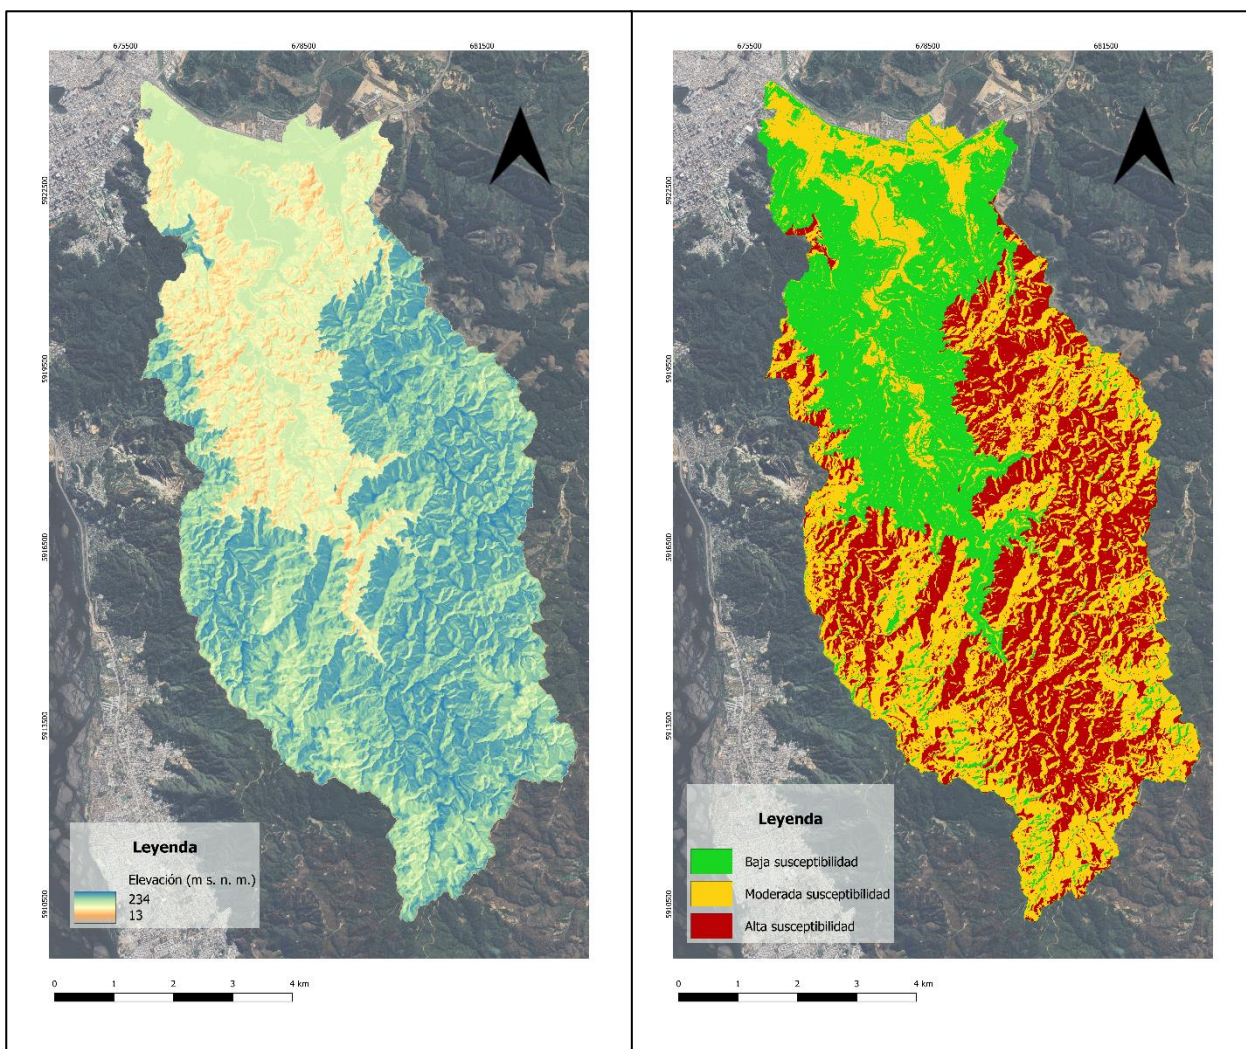 675500 678500 681500
5922500
5919500
5916500
5913500
5910500
Leyenda
Elevación (m s. n. m.)
234
13
0 1 2 3 4 km
675500 678500 681500
5922500
5919500
5916500
5913500
5910500
Leyenda
Baja susceptibilidad
Moderada susceptibilidad
Alta susceptibilidad
0 1 2 3 4 km